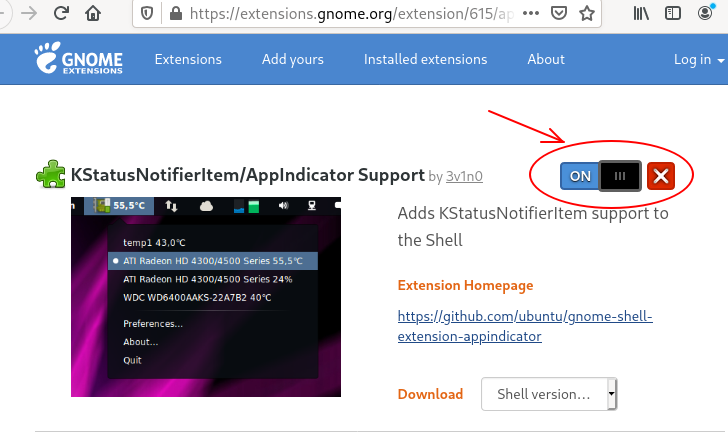 https://extensions.gnome.org/extension/615/ap
GNOME
EXTENSIONS
Extensions
Add yours
Installed extensions
About
Log in
KStatusNotifierItem/AppIndicator Support by 3v1n0
ON
55,5°C
temp1 43,0°C
ATI Radeon HD 4300/4500 Series 55,5°C
ATI Radeon HD 4300/4500 Series 24%
WDC WD6400AAKS-22A7B2 40°C
Preferences...
About...
Quit
Adds KStatusNotifierItem support to
the Shell
Extension Homepage
https://github.com/ubuntu/gnome-shell-
extension-appindicator
Download
Shell version...